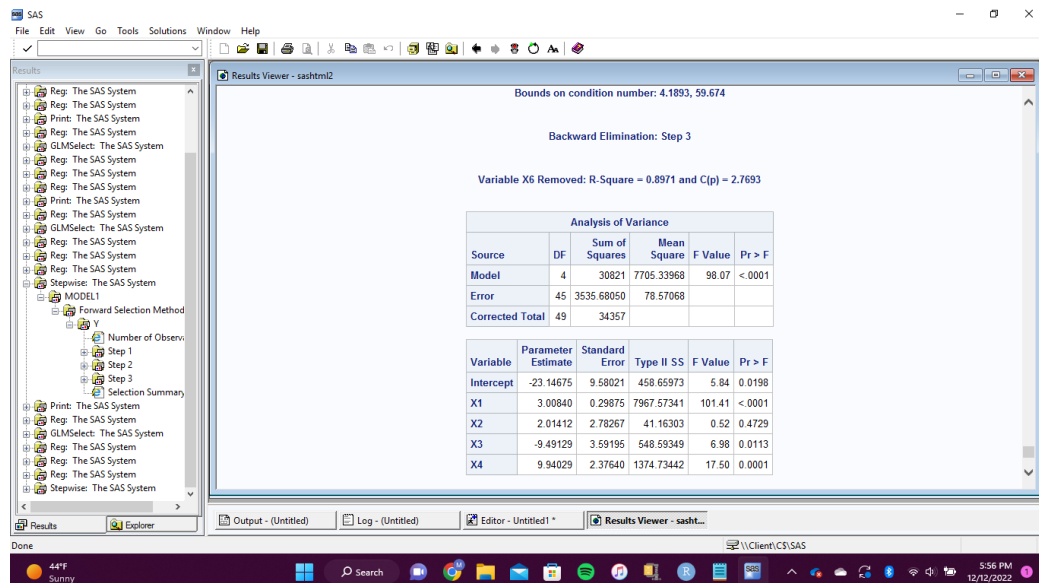 SAS
File Edit View Go Tools Solutions Window Help
Results
Results Viewer - sashtml2
Reg: The SAS System
Reg: The SAS System
Print: The SAS System
Reg: The SAS System
GLMSelect: The SAS System
Reg: The SAS System
Reg: The SAS System
Reg: The SAS System
Print: The SAS System
Reg: The SAS System
GLMSelect: The SAS System
Reg: The SAS System
Reg: The SAS System
Reg: The SAS System
Stepwise: The SAS System
MODEL1
Forward Selection Method
Y
Number of Observ
Step 1
Step 2
Step 3
Selection Summary
Print: The SAS System
Reg: The SAS System
GLMSelect: The SAS System
Reg: The SAS System
Reg: The SAS System
Reg: The SAS System
Stepwise: The SAS System
Results Explorer
Bounds on condition number: 4.1893, 59.674
Backward Elimination: Step 3
Variable X6 Removed: R-Square = 0.8971 and C(p) = 2.7693
Analysis of Variance
Source DF Sum of Squares Mean Square F Value Pr > F
Model 4 30821 7705.33968 98.07 <.0001
Error 45 3535.68050 78.57068
Corrected Total 49 34357
Variable Parameter Estimate Standard Error Type II SS F Value Pr > F
Intercept -23.14675 9.58021 458.65973 5.84 0.0198
X1 3.00840 0.29875 7967.57341 101.41 <.0001
X2 2.01412 2.78267 41.16303 0.52 0.4729
X3 -9.49129 3.59195 548.59349 6.98 0.0113
X4 9.94029 2.37640 1374.73442 17.50 0.0001
Output - (Untitled) Log - (Untitled) Editor - Untitled1 * Results Viewer - sasht...
Done \\Client\C$\SAS
44°F
Sunny
Search
5:56 PM
12/12/2022
1